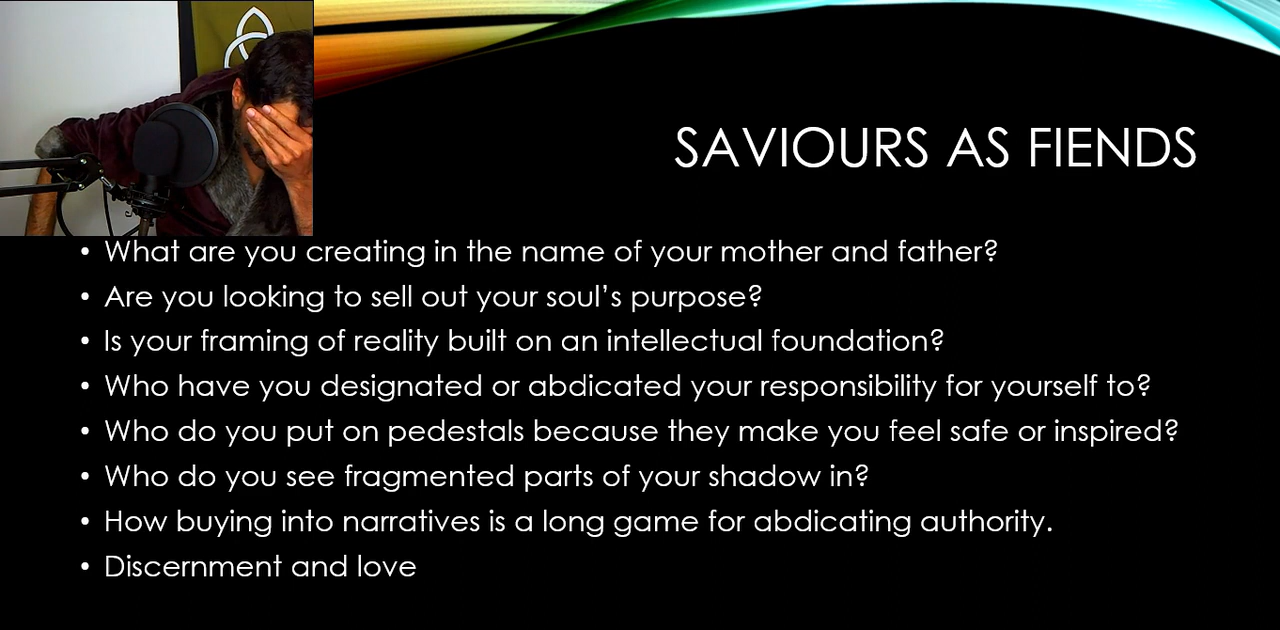 SAVIOURS AS FIENDS
• What are you creating in the name of your mother and father?
• Are you looking to sell out your soul's purpose?
• Is your framing of reality built on an intellectual foundation?
• Who have you designated or abdicated your responsibility for yourself to?
• Who do you put on pedestals because they make you feel safe or inspired?
• Who do you see fragmented parts of your shadow in?
• How buying into narratives is a long game for abdicating authority.
• Discernment and love